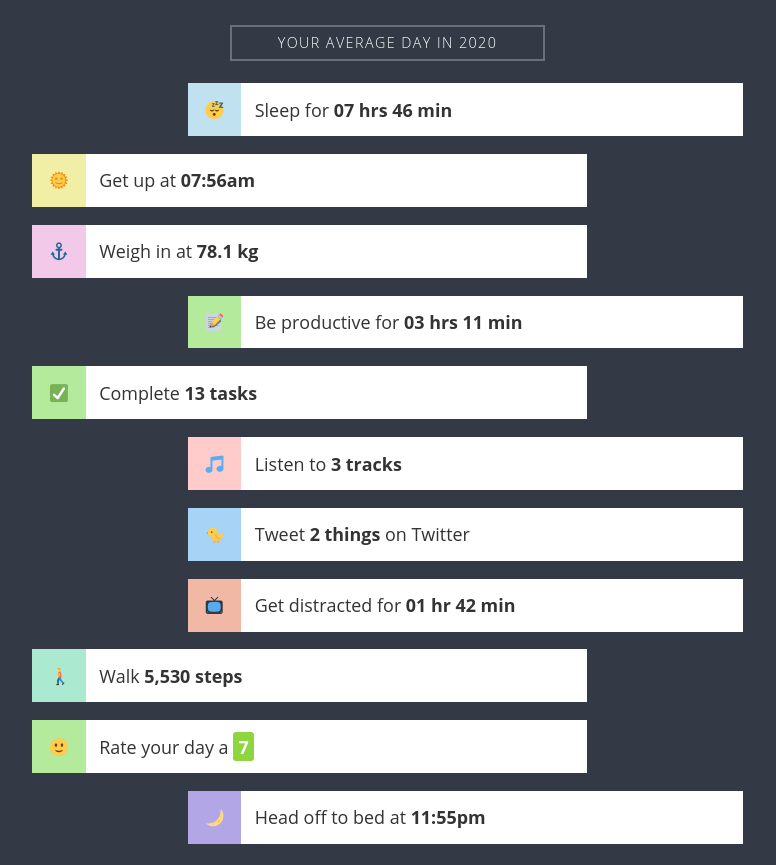 YOUR AVERAGE DAY IN 2020
Sleep for 07 hrs 46 min
Get up at 07:56am
Weigh in at 78.1 kg
Be productive for 03 hrs 11 min
Complete 13 tasks
Listen to 3 tracks
Tweet 2 things on Twitter
Get distracted for 01 hr 42 min
Walk 5,530 steps
Rate your day a 7
Head off to bed at 11:55pm